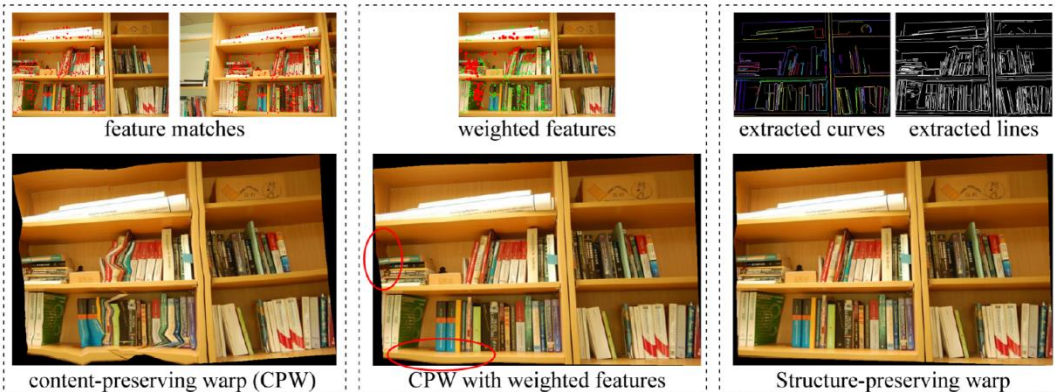 feature matches
weighted features
extracted curves
extracted lines
content-preserving warp (CPW)
CPW with weighted features
Structure-preserving warp